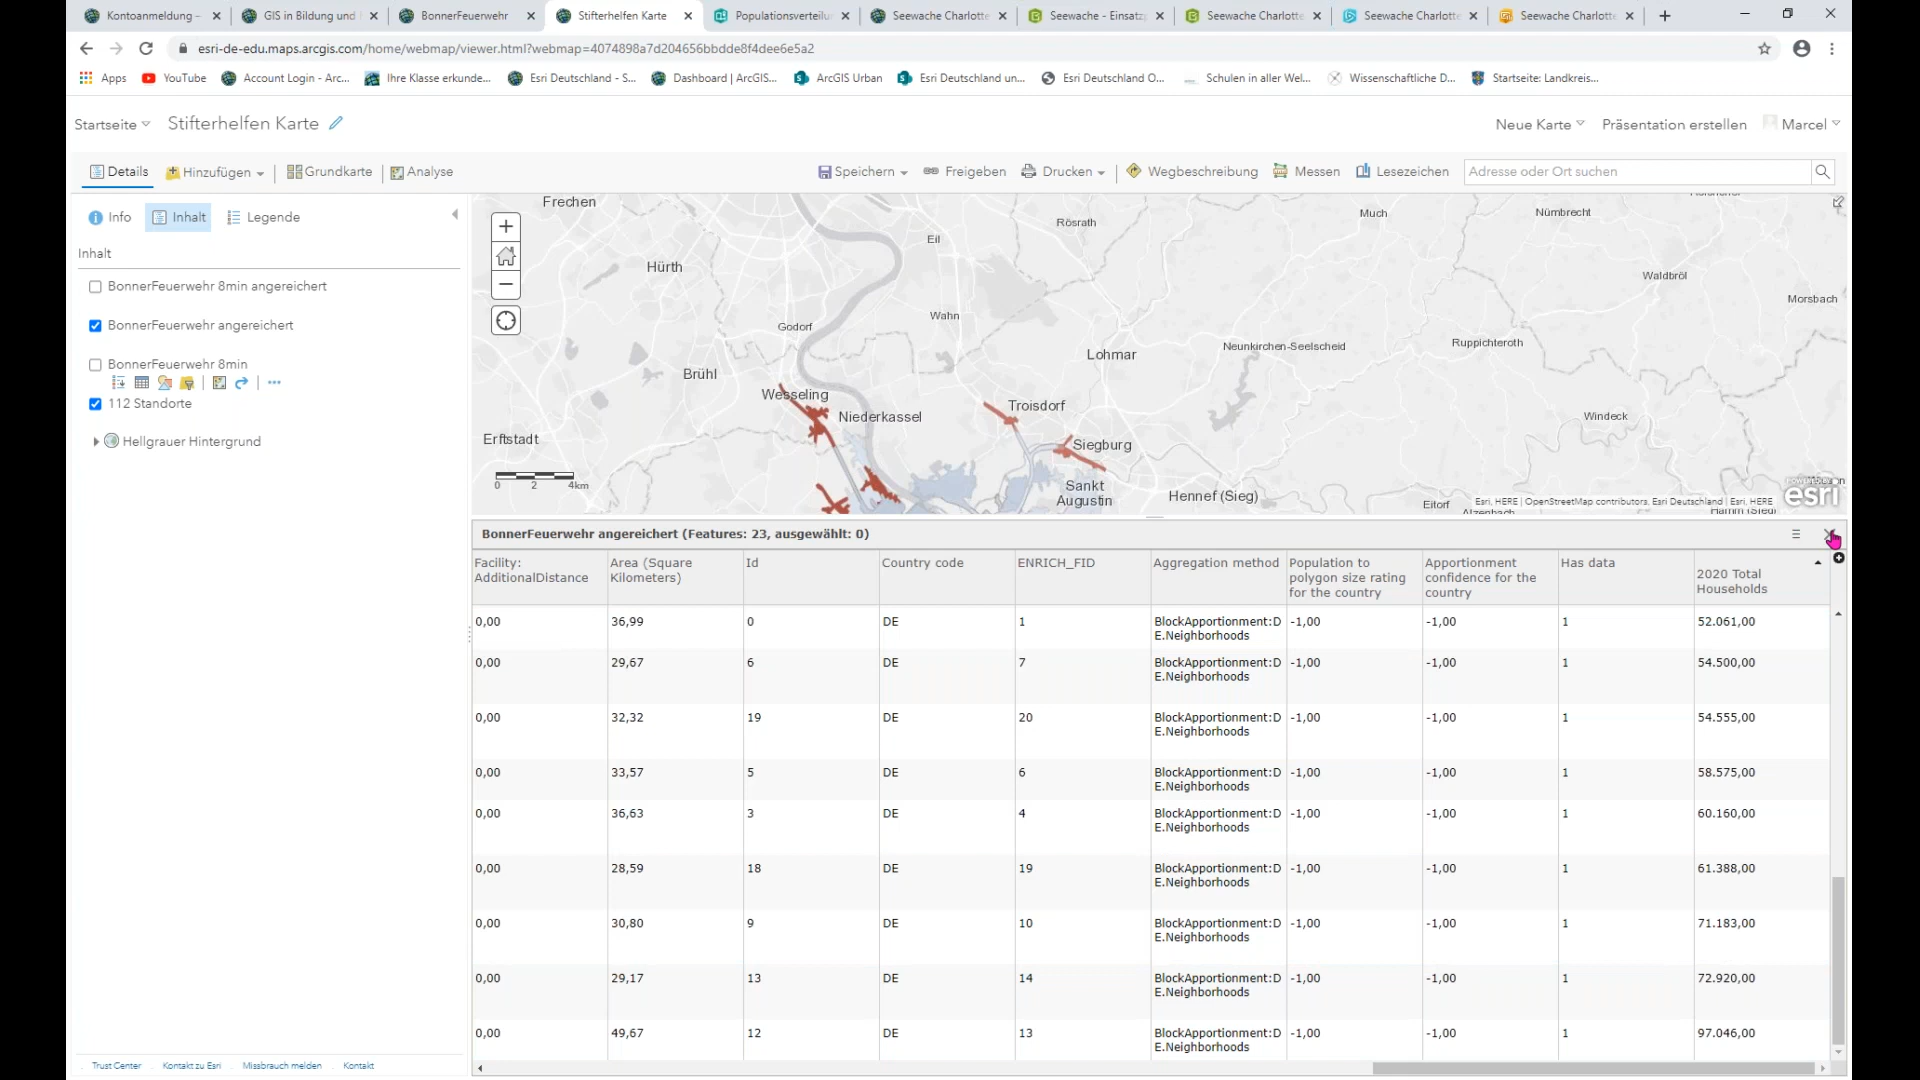 Kontoanmeldung –
GIS in Bildung und
BonnerFeuerwehr
Stifterhelfen Karte
Populationsverteilun
Seewache Charlotte
Seewache - Einsatz
Seewache Charlotte
Seewache Charlotte
Seewache Charlotte
esri-de-edu.maps.arcgis.com/home/webmap/viewer.html?webmap=4074898a7d204656bbdde8f4dee6e5a2
Apps
YouTube
Account Login - Arc...
Ihre Klasse erkunde...
Esri Deutschland - S...
Dashboard | ArcGIS...
ArcGIS Urban
Esri Deutschland un...
Esri Deutschland O...
Schulen in aller Wel...
Wissenschaftliche D...
Startseite: Landkreis...
Startseite
Stifterhelfen Karte
Neue Karte
Präsentation erstellen
Marcel
Details
Hinzufügen
Grundkarte
Analyse
Speichern
Freigeben
Drucken
Wegbeschreibung
Messen
Lesezeichen
Adresse oder Ort suchen
Info
Inhalt
Legende
Inhalt
BonnerFeuerwehr 8min angereichert
BonnerFeuerwehr angereichert
BonnerFeuerwehr 8min
112 Standorte
Hellgrauer Hintergrund
Frechen
Rösrath
Much
Nümbrecht
Eil
Hürth
Waldbröl
Morsbach
Wahn
Godorf
Ruppichteroth
Neunkirchen-Seelscheid
Lohmar
Brühl
Wesseling
Troisdorf
Niederkassel
Windeck
Erftstadt
Siegburg
Sankt
Augustin
Hennef (Sieg)
Eitorf
0 2 4km
Esri, HERE | OpenStreetMap contributors, Esri Deutschland | Esri, HERE
esri
BonnerFeuerwehr angereichert (Features: 23, ausgewählt: 0)
Facility: AdditionalDistance
Area (Square Kilometers)
Id
Country code
ENRICH_FID
Aggregation method
Population to polygon size rating for the country
Apportionment confidence for the country
Has data
2020 Total Households
0,00 36,99 0 DE 1 BlockApportionment:D -1,00 -1,00 1 52.061,00
E.Neighborhoods
0,00 29,67 6 DE 7 BlockApportionment:D -1,00 -1,00 1 54.500,00
E.Neighborhoods
0,00 32,32 19 DE 20 BlockApportionment:D -1,00 -1,00 1 54.555,00
E.Neighborhoods
0,00 33,57 5 DE 6 BlockApportionment:D -1,00 -1,00 1 58.575,00
E.Neighborhoods
0,00 36,63 3 DE 4 BlockApportionment:D -1,00 -1,00 1 60.160,00
E.Neighborhoods
0,00 28,59 18 DE 19 BlockApportionment:D -1,00 -1,00 1 61.388,00
E.Neighborhoods
0,00 30,80 9 DE 10 BlockApportionment:D -1,00 -1,00 1 71.183,00
E.Neighborhoods
0,00 29,17 13 DE 14 BlockApportionment:D -1,00 -1,00 1 72.920,00
E.Neighborhoods
0,00 49,67 12 DE 13 BlockApportionment:D -1,00 -1,00 1 97.046,00
E.Neighborhoods
Trust Center
Kontakt zu Esri
Missbrauch melden
Kontakt